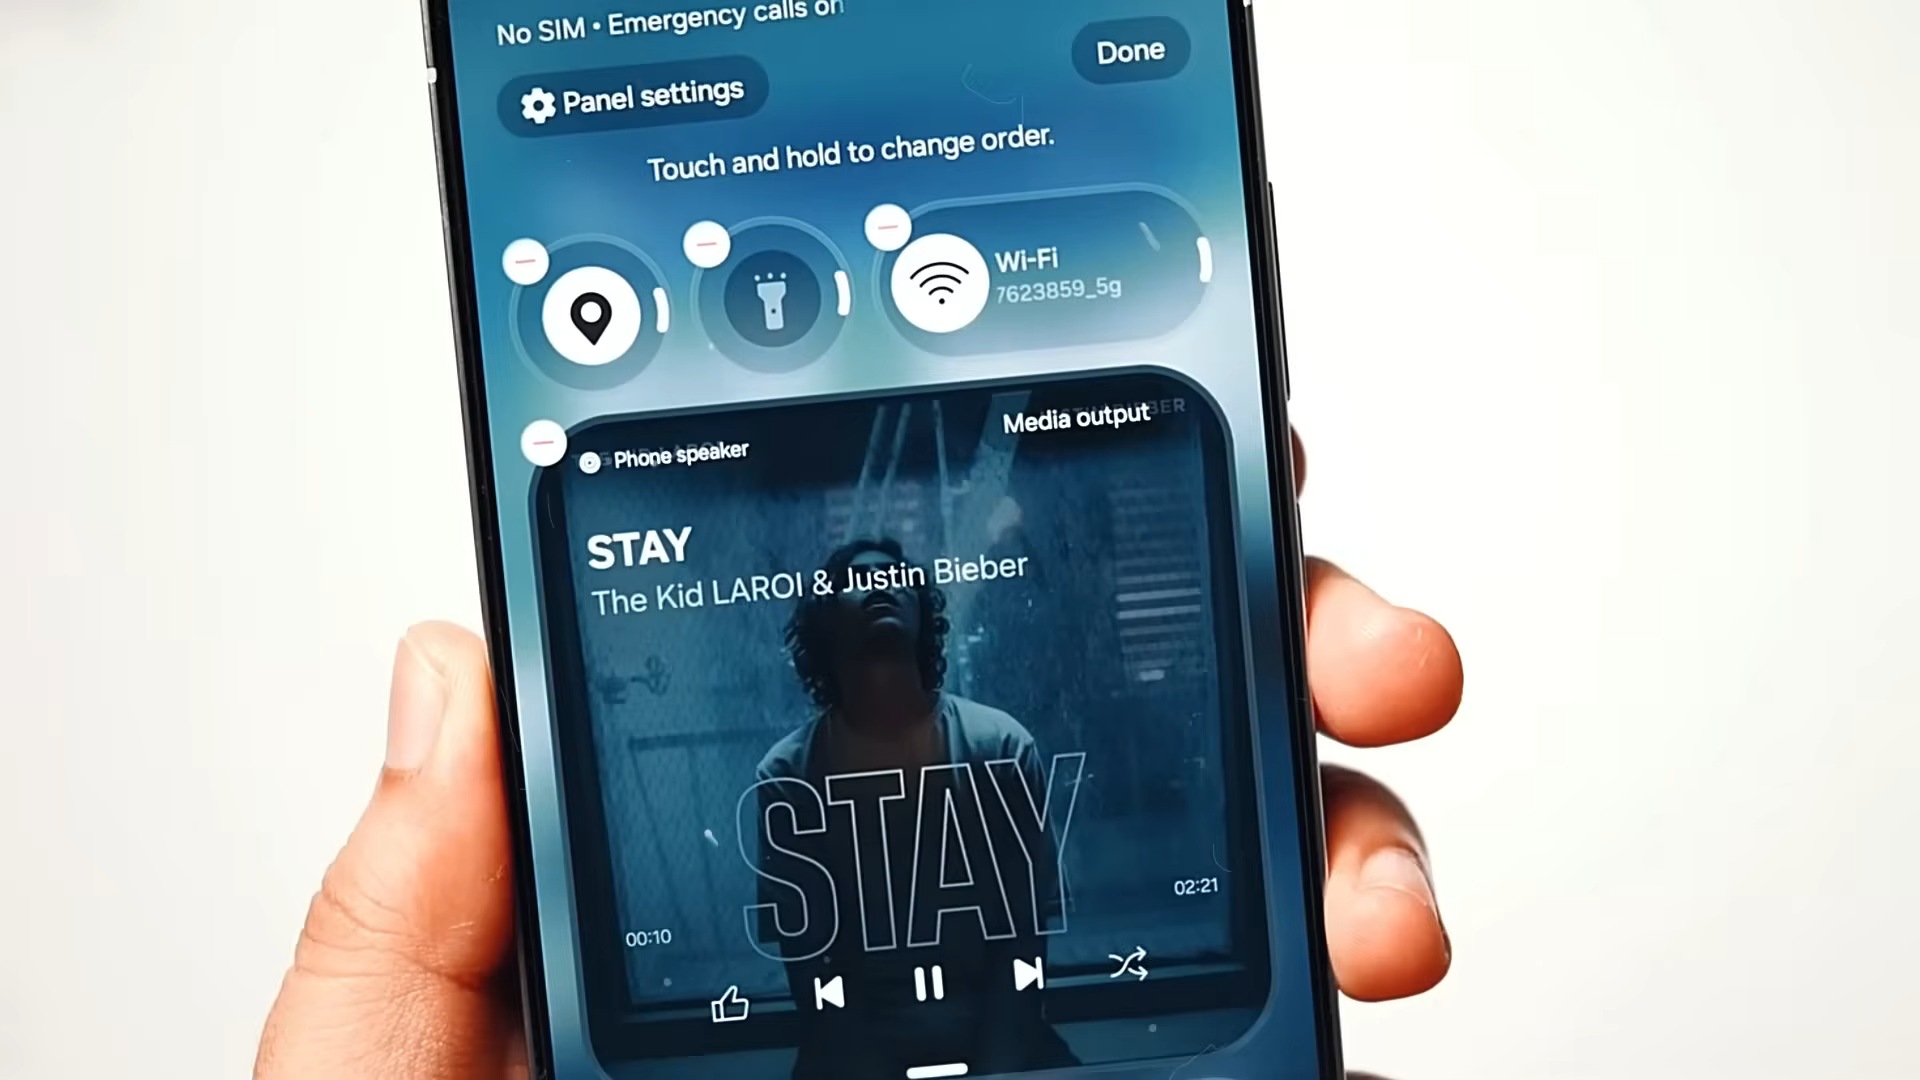 No SIM • Emergency calls on
Panel settings
Done
Touch and hold to change order.
Wi-Fi
7623859_5g
Phone speaker
Media output
STAY
The Kid LAROI & Justin Bieber
STAY
00:10
02:21